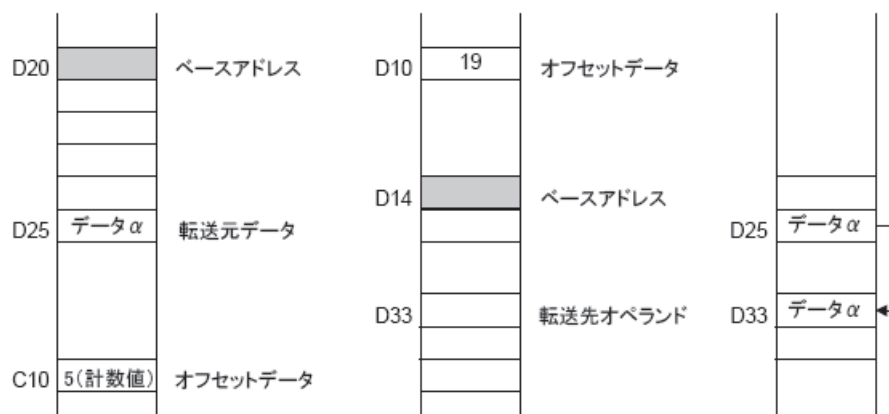 D20 ベースアドレス
D25 データα 転送元データ
C10 5(計数値) オフセットデータ
D10 19 オフセットデータ
D14 ベースアドレス
D33 転送先オペランド
D25 データα
D33 データα